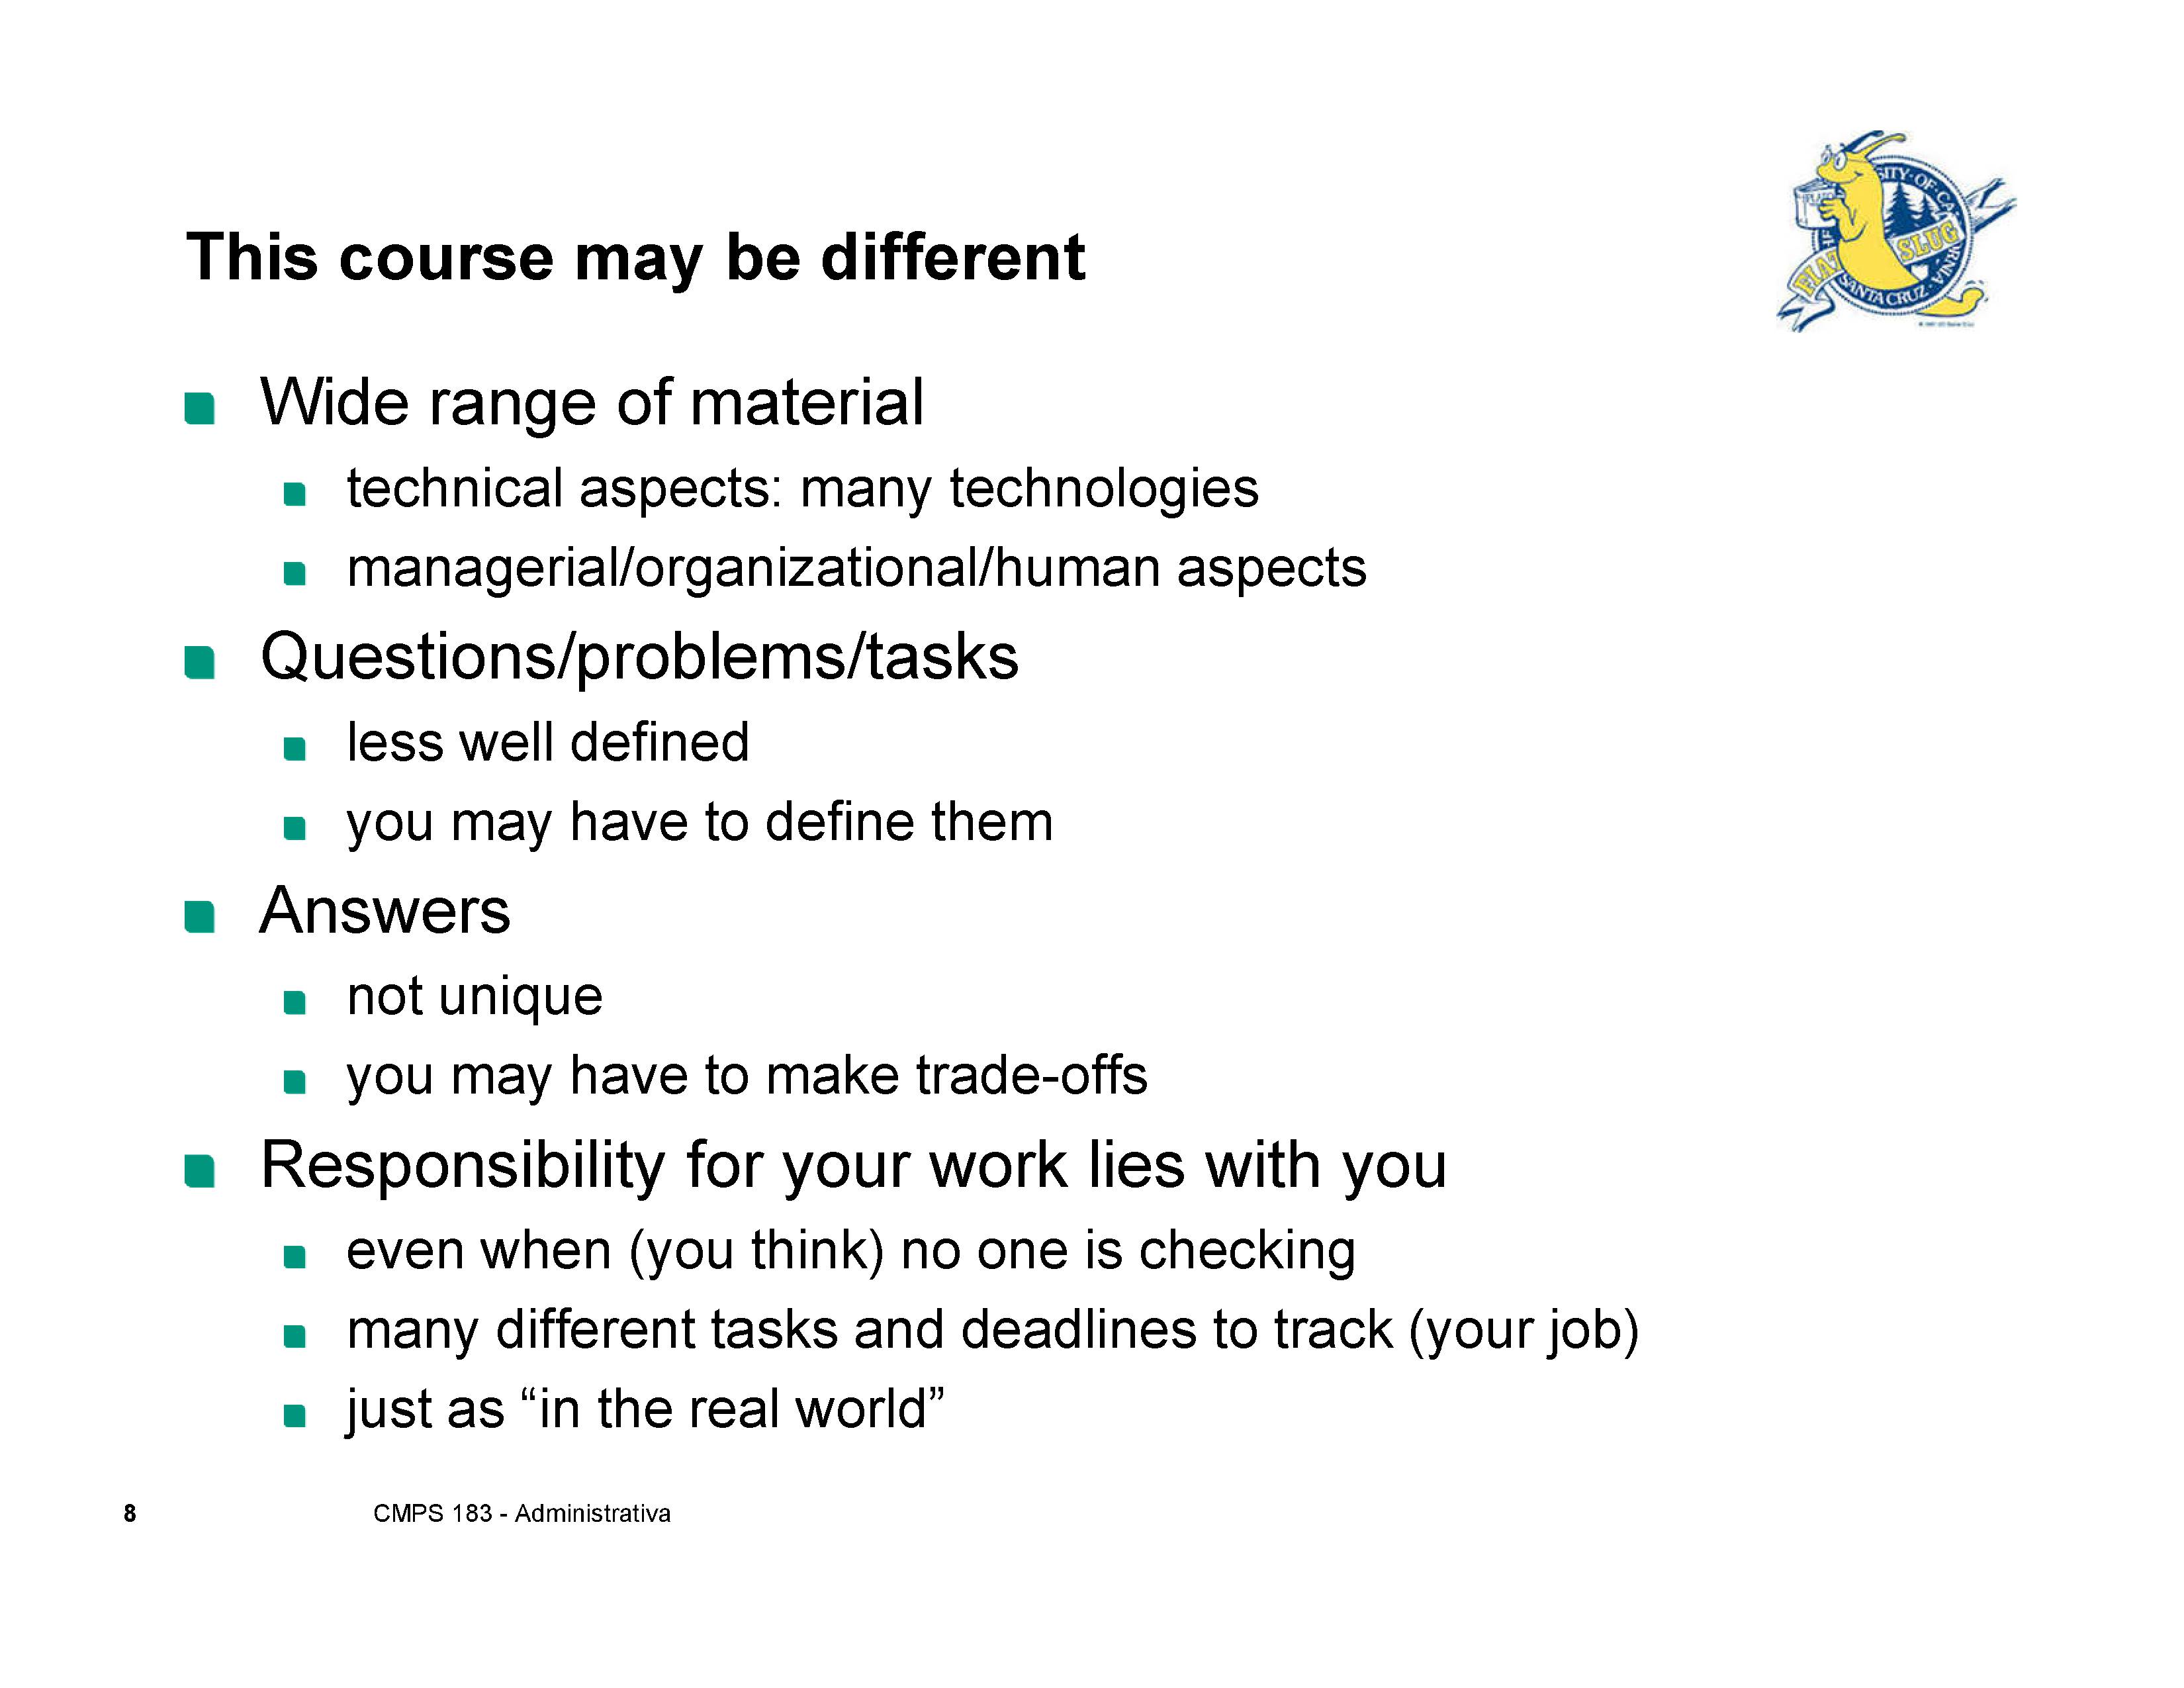 This course may be different
SITY·OF·CA
RNIA
FIAT
SLUG
SANTA CRUZ
Wide range of material
technical aspects: many technologies
managerial/organizational/human aspects
Questions/problems/tasks
less well defined
you may have to define them
Answers
not unique
you may have to make trade-offs
Responsibility for your work lies with you
even when (you think) no one is checking
many different tasks and deadlines to track (your job)
just as “in the real world”
8
CMPS 183 - Administrativa